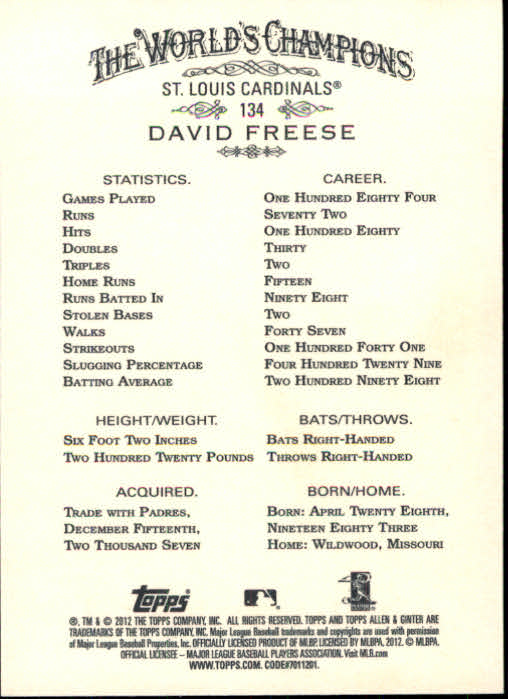 THE WORLD'S CHAMPIONS
ST. LOUIS CARDINALS®
134
DAVID FREESE
STATISTICS. CAREER.
GAMES PLAYED ONE HUNDRED EIGHTY FOUR
RUNS SEVENTY TWO
HITS ONE HUNDRED EIGHTY
DOUBLES THIRTY
TRIPLES TWO
HOME RUNS FIFTEEN
RUNS BATTED IN NINETY EIGHT
STOLEN BASES TWO
WALKS FORTY SEVEN
STRIKEOUTS ONE HUNDRED FORTY ONE
SLUGGING PERCENTAGE FOUR HUNDRED TWENTY NINE
BATTING AVERAGE TWO HUNDRED NINETY EIGHT
HEIGHT/WEIGHT. BATS/THROWS.
SIX FOOT TWO INCHES BATS RIGHT-HANDED
TWO HUNDRED TWENTY POUNDS THROWS RIGHT-HANDED
ACQUIRED. BORN/HOME.
TRADE WITH PADRES, BORN: APRIL TWENTY EIGHTH,
DECEMBER FIFTEENTH, NINETEEN EIGHTY THREE
TWO THOUSAND SEVEN HOME: WILDWOOD, MISSOURI
topps
®, TM & © 2012 THE TOPPS COMPANY, INC. ALL RIGHTS RESERVED. TOPPS AND TOPPS ALLEN & GINTER ARE
TRADEMARKS OF THE TOPPS COMPANY, INC. Major League Baseball trademarks and copyrights are used with permission
of Major League Baseball Properties, Inc. OFFICIALLY LICENSED PRODUCT OF MLBP. LICENSED BY MLBPA, 2012. © MLBPA.
OFFICIAL LICENSEE – MAJOR LEAGUE BASEBALL PLAYERS ASSOCIATION. Visit MLB.com
WWW.TOPPS.COM. CODE#7011201.